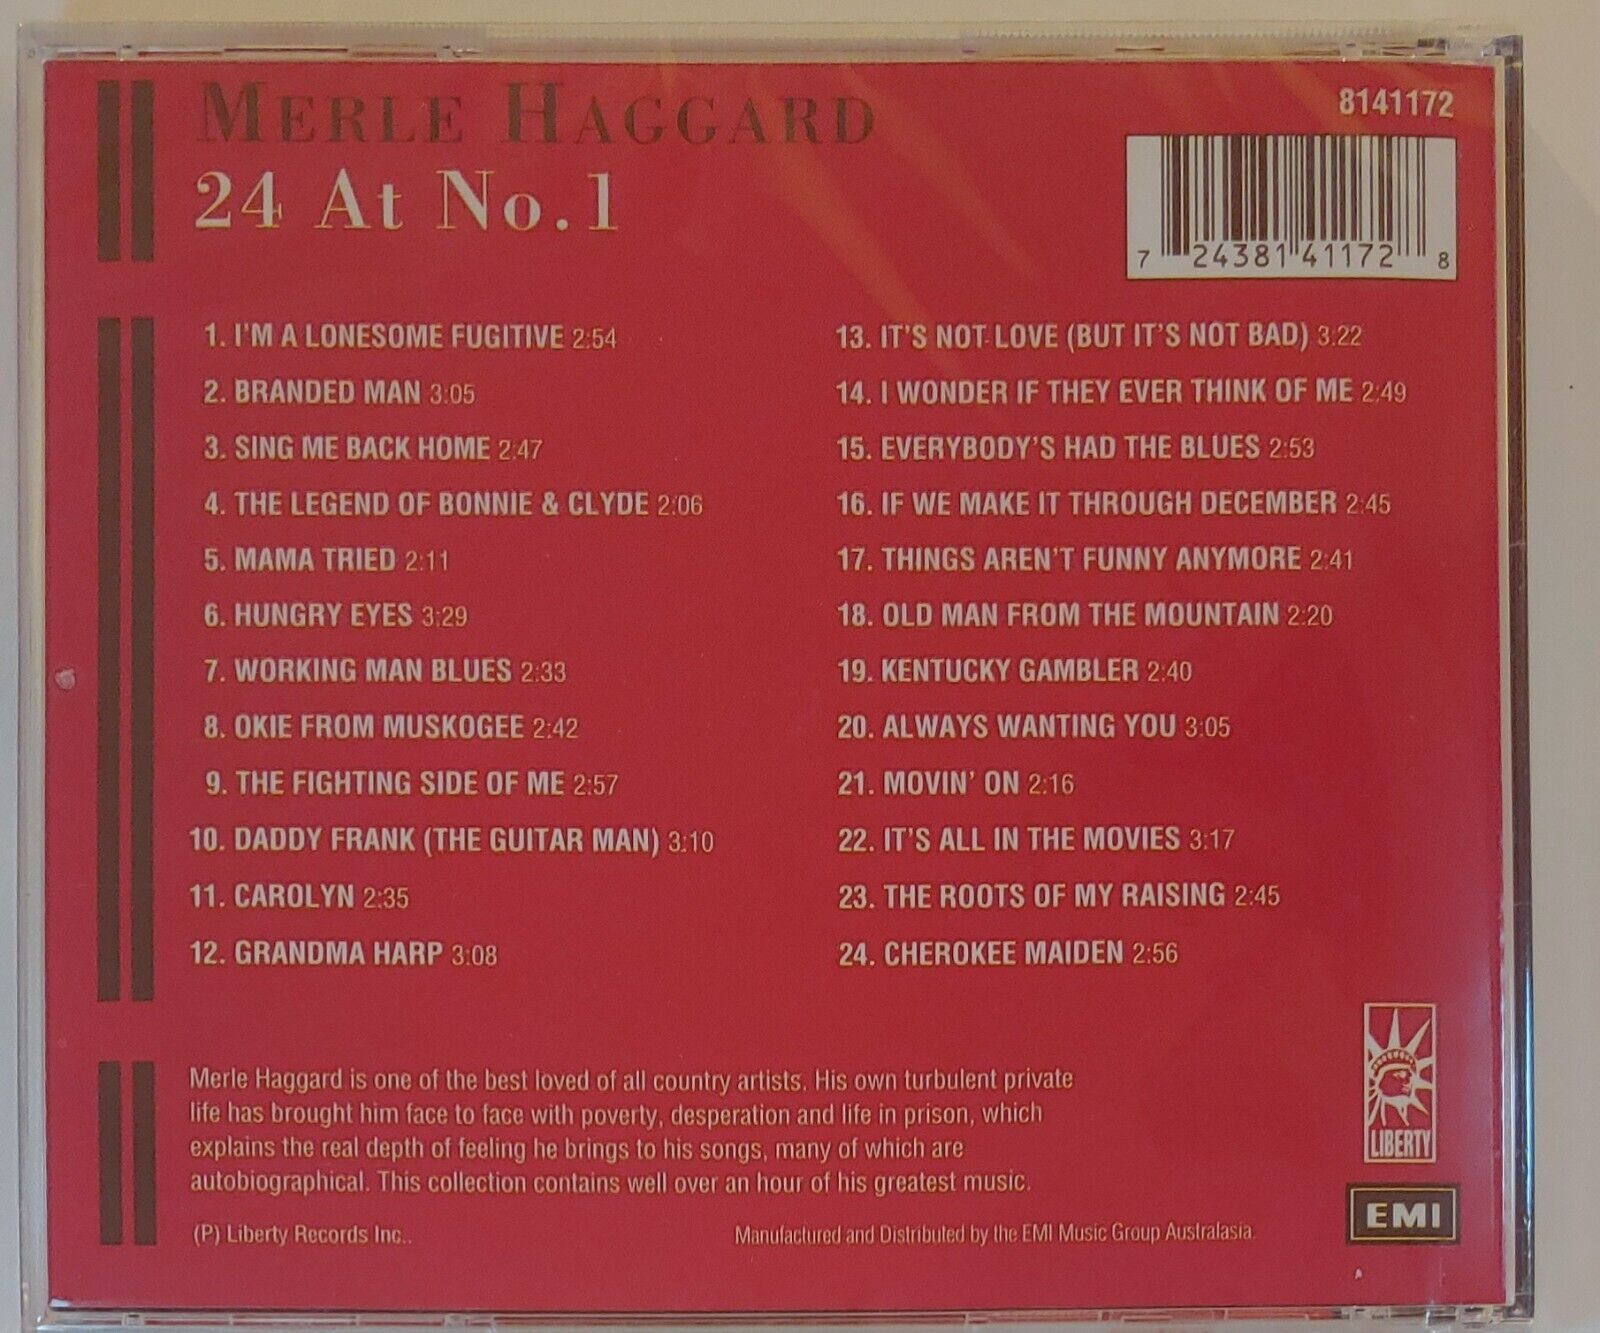 MERLE HAGGARD
24 At No.1
8141172
7 24381 41172 8
1. I'M A LONESOME FUGITIVE 2:54
2. BRANDED MAN 3:05
3. SING ME BACK HOME 2:47
4. THE LEGEND OF BONNIE & CLYDE 2:06
5. MAMA TRIED 2:11
6. HUNGRY EYES 3:29
7. WORKING MAN BLUES 2:33
8. OKIE FROM MUSKOGEE 2:42
9. THE FIGHTING SIDE OF ME 2:57
10. DADDY FRANK (THE GUITAR MAN) 3:10
11. CAROLYN 2:35
12. GRANDMA HARP 3:08
13. IT'S NOT LOVE (BUT IT'S NOT BAD) 3:22
14. I WONDER IF THEY EVER THINK OF ME 2:49
15. EVERYBODY'S HAD THE BLUES 2:53
16. IF WE MAKE IT THROUGH DECEMBER 2:45
17. THINGS AREN'T FUNNY ANYMORE 2:41
18. OLD MAN FROM THE MOUNTAIN 2:20
19. KENTUCKY GAMBLER 2:40
20. ALWAYS WANTING YOU 3:05
21. MOVIN' ON 2:16
22. IT'S ALL IN THE MOVIES 3:17
23. THE ROOTS OF MY RAISING 2:45
24. CHEROKEE MAIDEN 2:56
Merle Haggard is one of the best loved of all country artists. His own turbulent private
life has brought him face to face with poverty, desperation and life in prison, which
explains the real depth of feeling he brings to his songs, many of which are
autobiographical. This collection contains well over an hour of his greatest music.
(P) Liberty Records Inc..
Manufactured and Distributed by the EMI Music Group Australasia.
LIBERTY
EMI
A